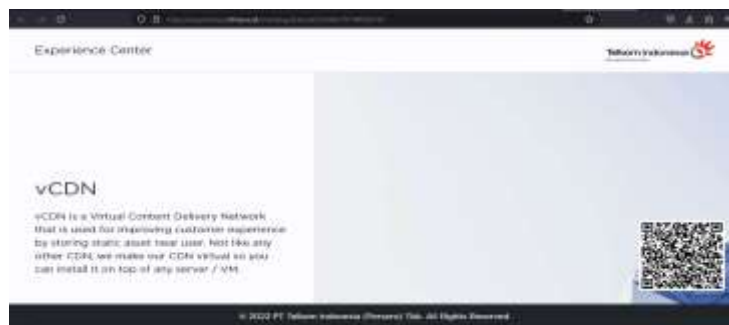 Experience Center
Telkom Indonesia
vCDN
vCDN is a Virtual Content Delivery Network
that is used for improving customer experience
by storing static asset near user. Not like any
other CDN, we make our CDN virtual so you
can install it on top of any server / VM.
© 2022 PT Telkom Indonesia (Persero) Tbk. All Rights Reserved.